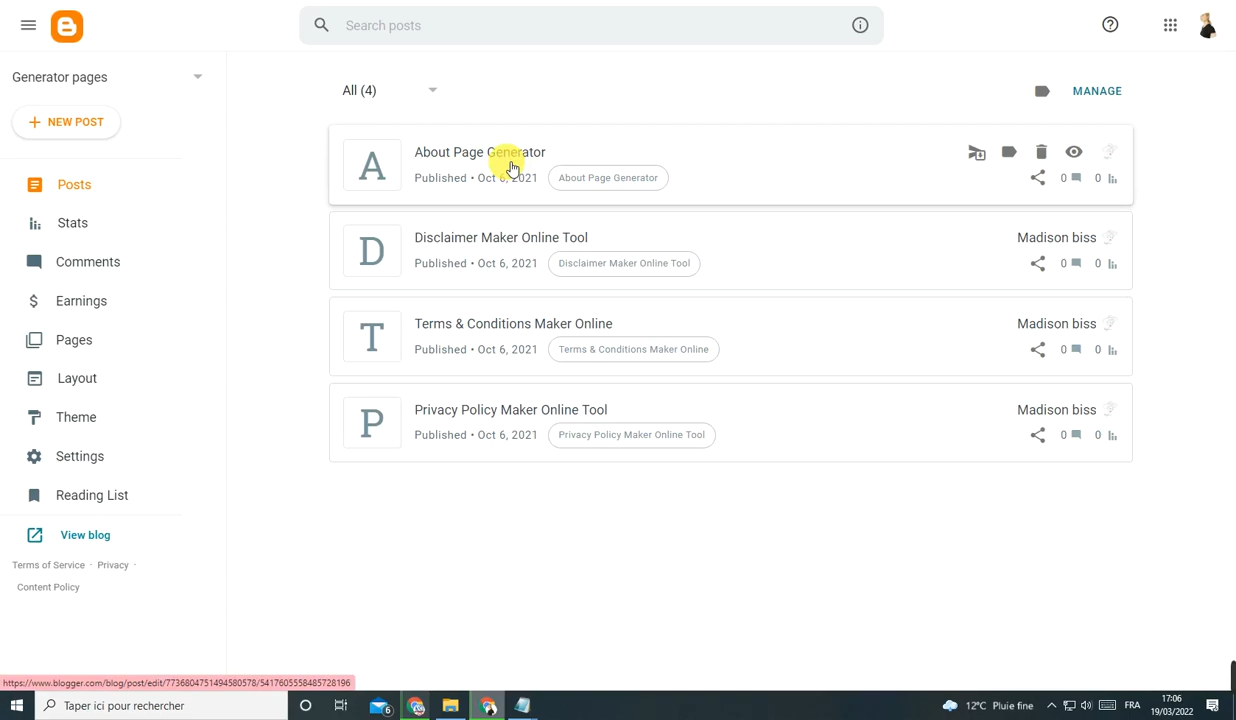 Search posts
Generator pages
All (4)
MANAGE
NEW POST
Posts
Stats
Comments
Earnings
Pages
Layout
Theme
Settings
Reading List
View blog
Terms of Service · Privacy ·
Content Policy
A
About Page Generator
Published • Oct 6, 2021 About Page Generator
0 0
D
Disclaimer Maker Online Tool Madison biss
Published • Oct 6, 2021 Disclaimer Maker Online Tool 0 0
T
Terms & Conditions Maker Online Madison biss
Published • Oct 6, 2021 Terms & Conditions Maker Online 0 0
P
Privacy Policy Maker Online Tool Madison biss
Published • Oct 6, 2021 Privacy Policy Maker Online Tool 0 0
https://www.blogger.com/blog/post/edit/7736804751494580578/5417605558485728196
Taper ici pour rechercher
6
12°C Pluie fine
FRA
17:06
19/03/2022